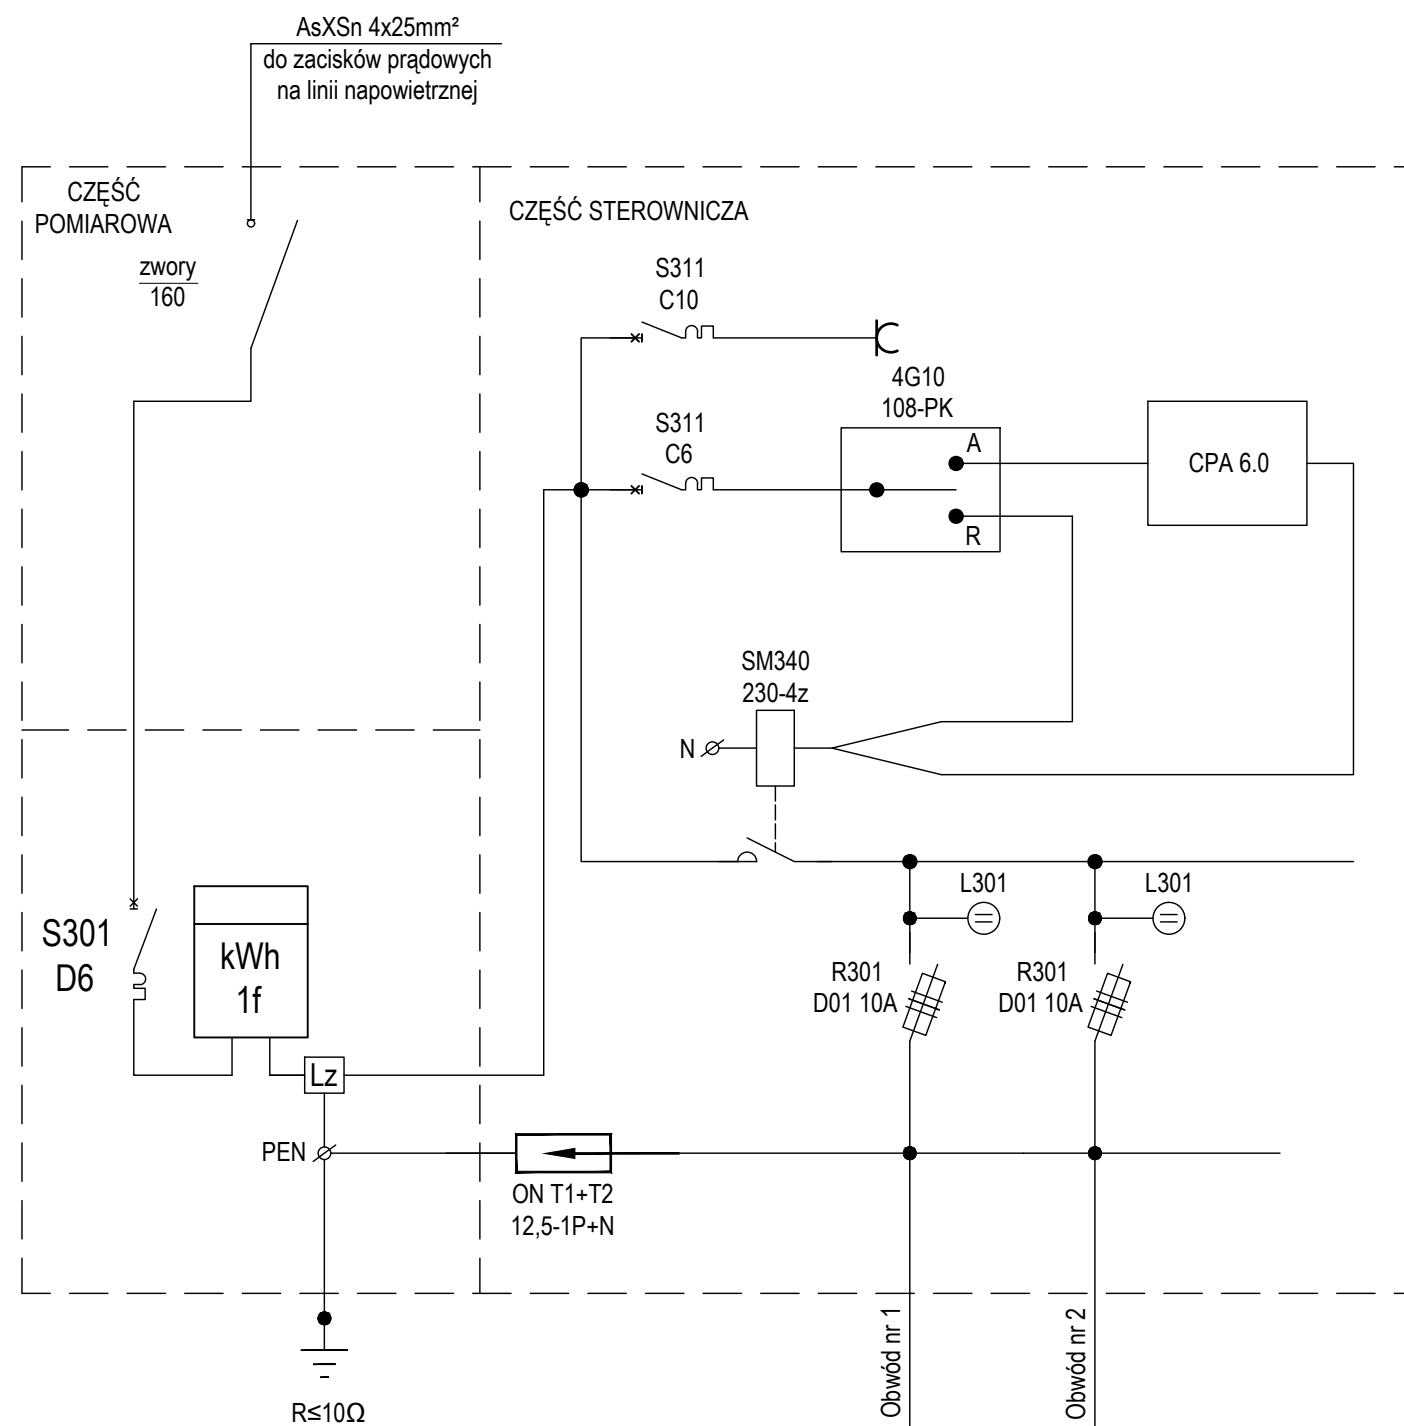 AsXSn 4x25mm²
do zacisków prądowych
na linii napowietrznej
CZĘŚĆ
POMIAROWA
zwory
160
CZĘŚĆ STEROWNICZA
S311
C10
4G10
108-PK
S311
C6
A
R
CPA 6.0
SM340
230-4z
N
L301
L301
S301
D6
kWh
1f
R301
D01 10A
R301
D01 10A
Lz
PEN
ON T1+T2
12,5-1P+N
Obwód nr 1
Obwód nr 2
R≤10Ω